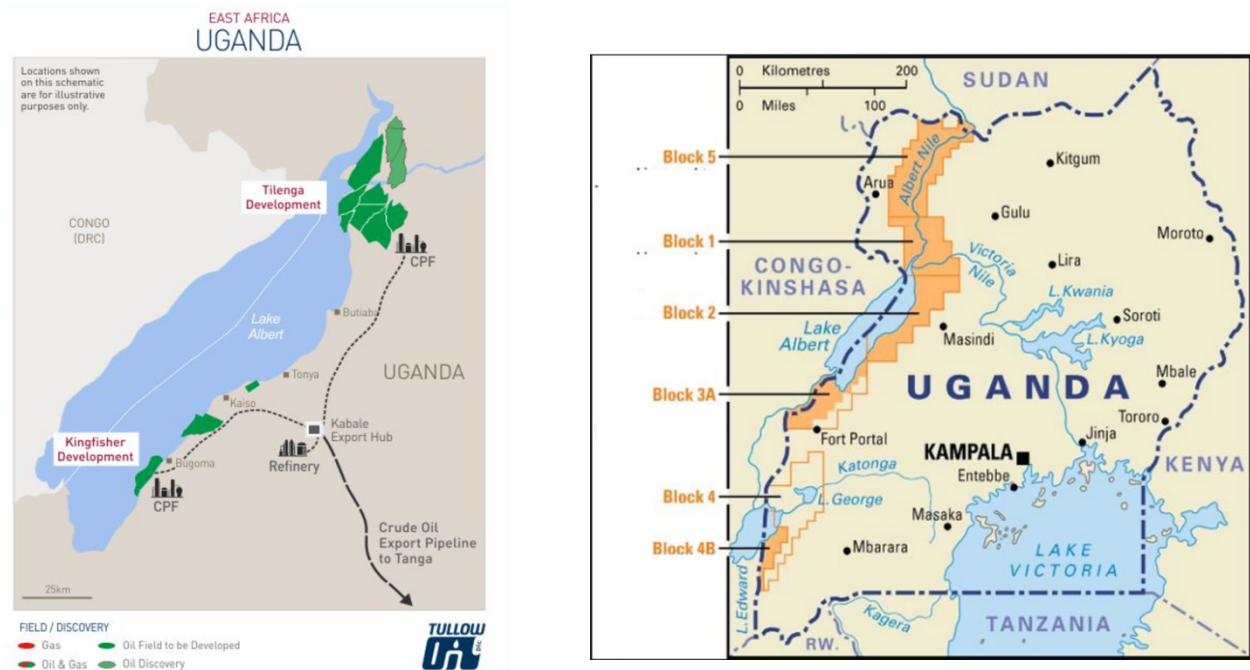 EAST AFRICA
UGANDA
Locations shown
on this schematic
are for illustrative
purposes only.
CONGO
(DRC)
Tilenga
Development
CPF
Lake
Albert
Butiaba
UGANDA
Tonya
Kaiso
Kabale
Export Hub
Refinery
Kingfisher
Development
Bugoma
CPF
Crude Oil
Export Pipeline
to Tanga
25km
FIELD / DISCOVERY
Gas
Oil Field to be Developed
Oil & Gas
Oil Discovery
TULLOW
Oil plc
0 Kilometres 200
0 Miles 100
SUDAN
Block 5
Albert Nile
Arua
Kitgum
Gulu
Moroto
Block 1
CONGO-
KINSHASA
Victoria
Nile
Lira
L.Kwania
Block 2
Lake
Albert
Masindi
Soroti
L.Kyoga
UGANDA
Mbale
Block 3A
Tororo
Fort Portal
Jinja
KAMPALA
KENYA
Entebbe
Katonga
Block 4
L.George
Masaka
Block 4B
Mbarara
LAKE
VICTORIA
L.Edward
Kagera
TANZANIA
RW.